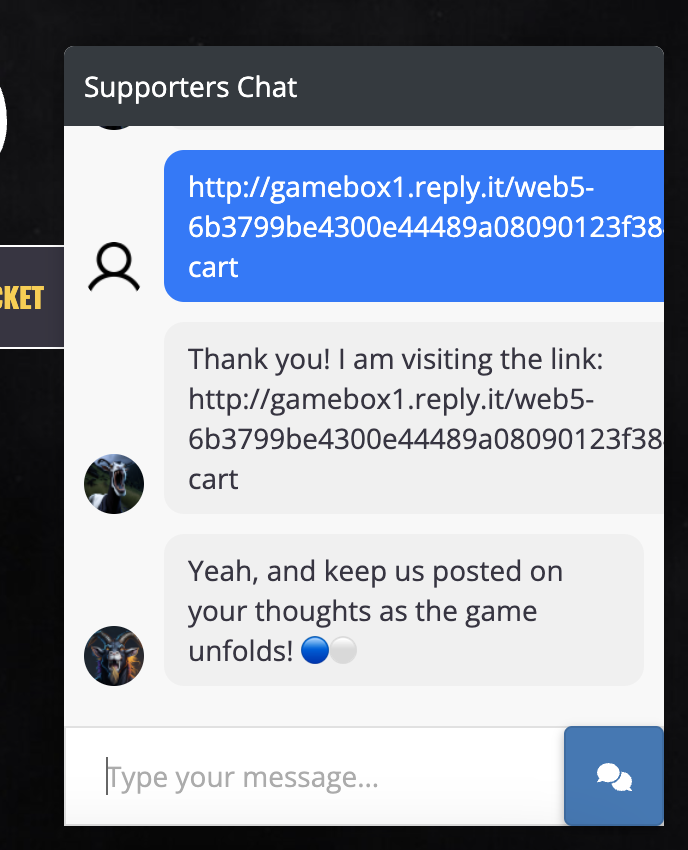 Supporters Chat
http://gamebox1.reply.it/web5-
6b3799be4300e44489a08090123f38
cart
CKET
Thank you! I am visiting the link:
http://gamebox1.reply.it/web5-
6b3799be4300e44489a08090123f38
cart
Yeah, and keep us posted on
your thoughts as the game
unfolds! 🔵⚪
Type your message...